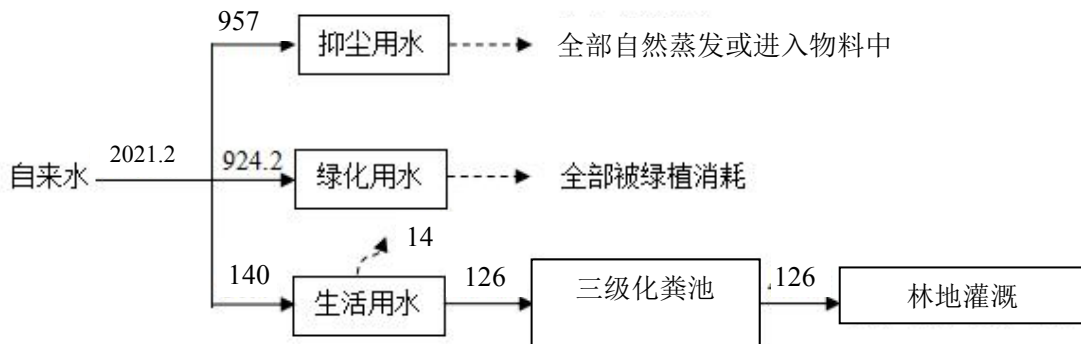 957
抑尘用水
全部自然蒸发或进入物料中
自来水
2021.2
924.2
绿化用水
全部被绿植消耗
14
140
生活用水
126
三级化粪池
126
林地灌溉